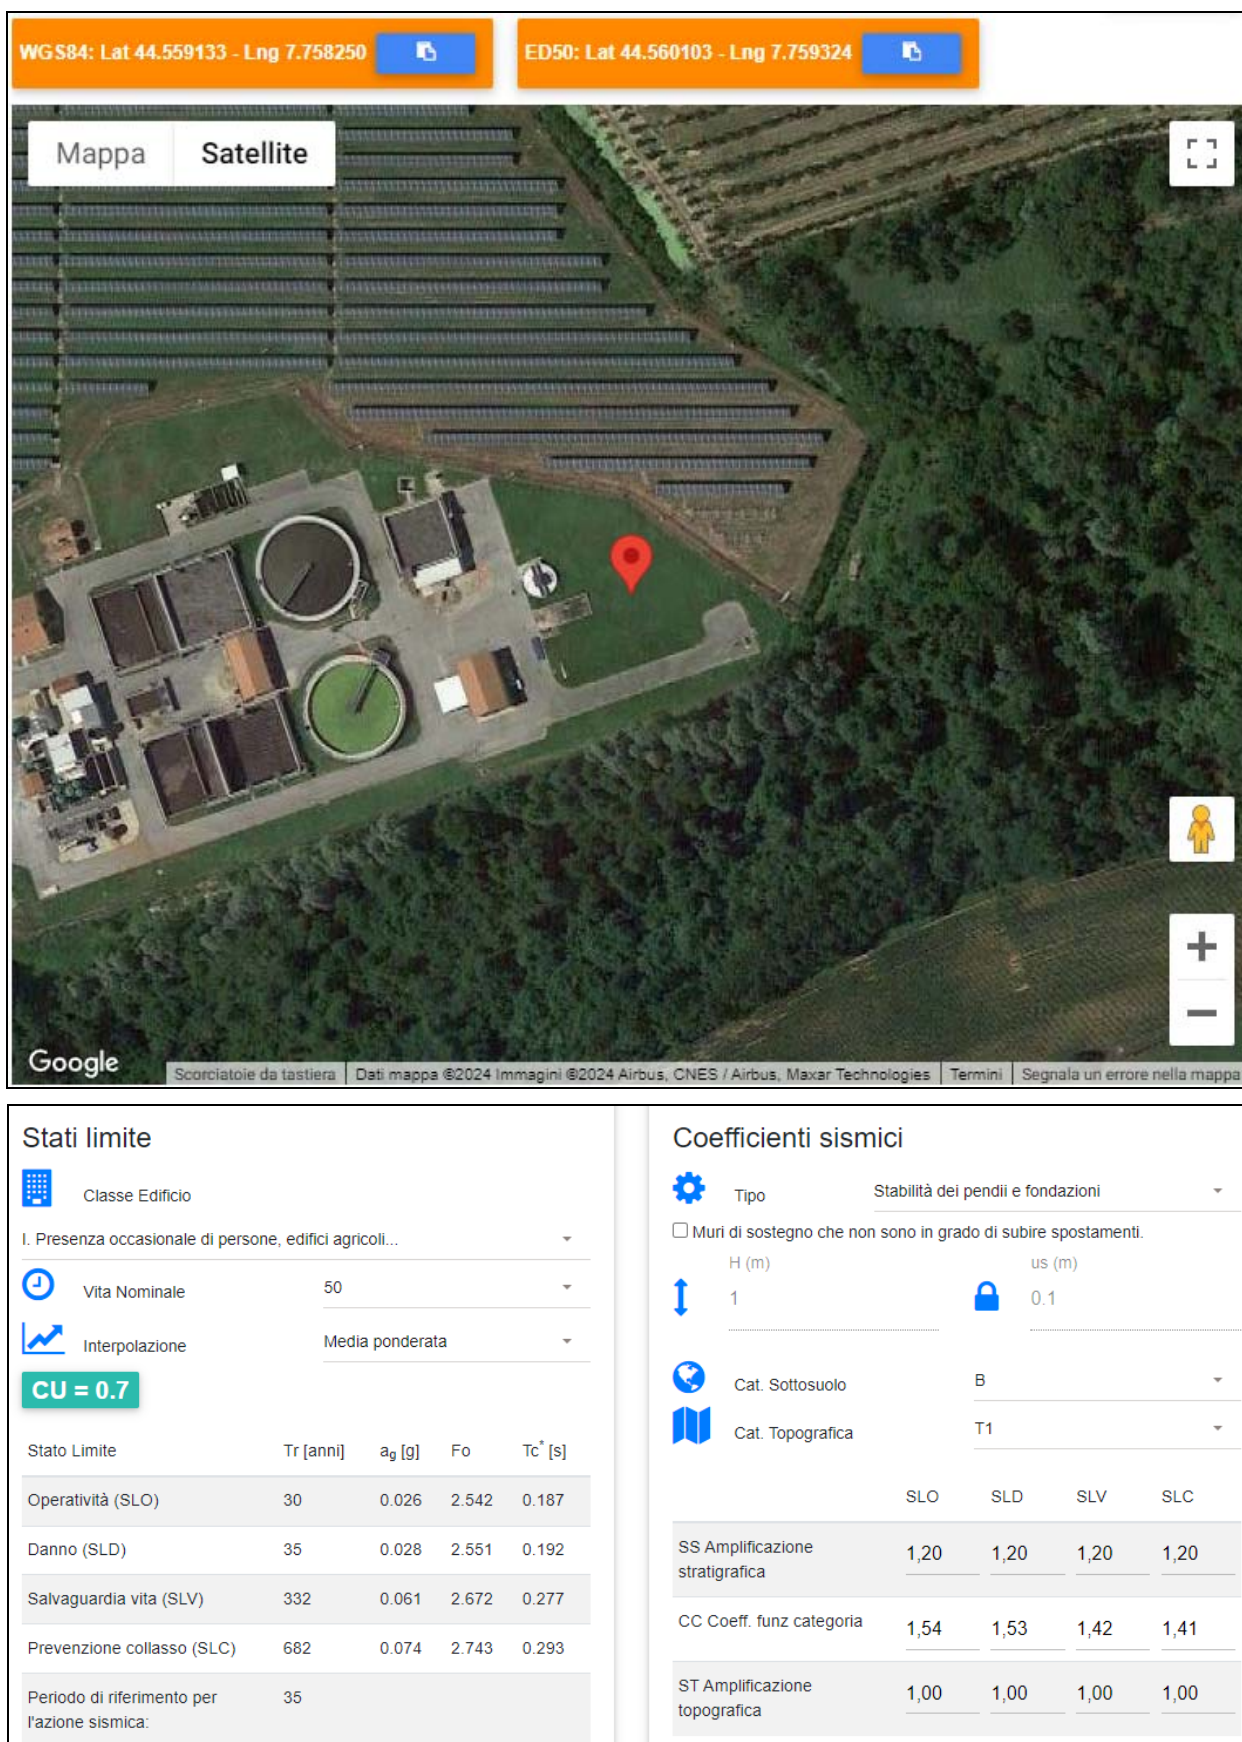 WGS84: Lat 44.559133 - Lng 7.758250
ED50: Lat 44.560103 - Lng 7.759324
Mappa Satellite
Google
Scorciatoie da tastiera Dati mappa ©2024 Immagini ©2024 Airbus, CNES / Airbus, Maxar Technologies Termini Segnala un errore nella mappa
Stati limite
Classe Edificio
I. Presenza occasionale di persone, edifici agricoli...
Vita Nominale 50
Interpolazione Media ponderata
CU = 0.7
Stato Limite Tr [anni] ag [g] Fo Tc* [s]
Operatività (SLO) 30 0.026 2.542 0.187
Danno (SLD) 35 0.028 2.551 0.192
Salvaguardia vita (SLV) 332 0.061 2.672 0.277
Prevenzione collasso (SLC) 682 0.074 2.743 0.293
Periodo di riferimento per 35
l'azione sismica:
Coefficienti sismici
Tipo Stabilità dei pendii e fondazioni
Muri di sostegno che non sono in grado di subire spostamenti.
H (m) us (m)
1 0.1
Cat. Sottosuolo B
Cat. Topografica T1
SLO SLD SLV SLC
SS Amplificazione
stratigrafica 1,20 1,20 1,20 1,20
CC Coeff. funz categoria 1,54 1,53 1,42 1,41
ST Amplificazione
topografica 1,00 1,00 1,00 1,00